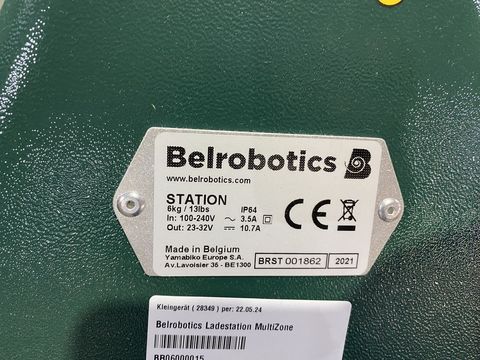 Belrobotics B
www.belrobotics.com
STATION
6kg / 13lbs IP64
In: 100-240V ~ 3.5A
Out: 23-32V ⎓ 10.7A
CE
Made in Belgium
Yamabiko Europe S.A.
Av.Lavoisier 35 - BE1300
BRST 001862 2021
Kleingerät ( 28349 ) per: 22.05.24
Belrobotics Ladestation MultiZone
BR06000015